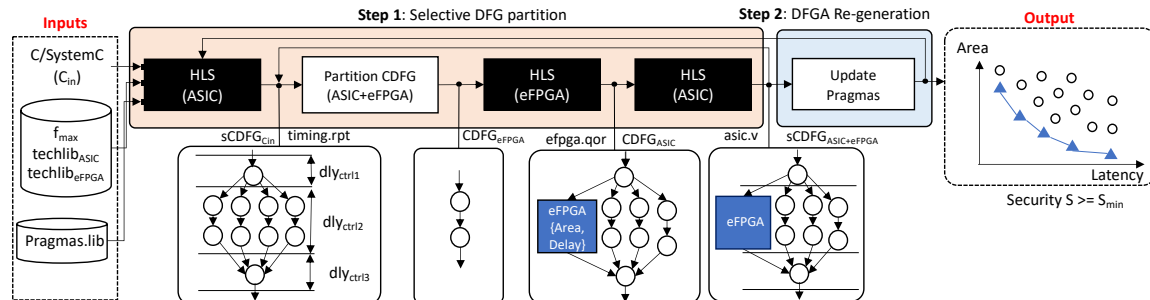 Inputs
Step 1: Selective DFG partition
Step 2: DFGA Re-generation
Output
C/SystemC
(Cin)
fmax
techlibASIC
techlibeFPGA
Pragmas.lib
HLS
(ASIC)
Partition CDFG
(ASIC+eFPGA)
HLS
(eFPGA)
HLS
(ASIC)
Update
Pragmas
sCDFGCin
timing.rpt
CDFGeFPGA
efpga.qor
CDFGASIC
asic.v
sCDFGASIC+eFPGA
dlyctrl1
dlyctrl2
dlyctrl3
eFPGA
{Area,
Delay}
eFPGA
Area
Latency
Security S >= Smin